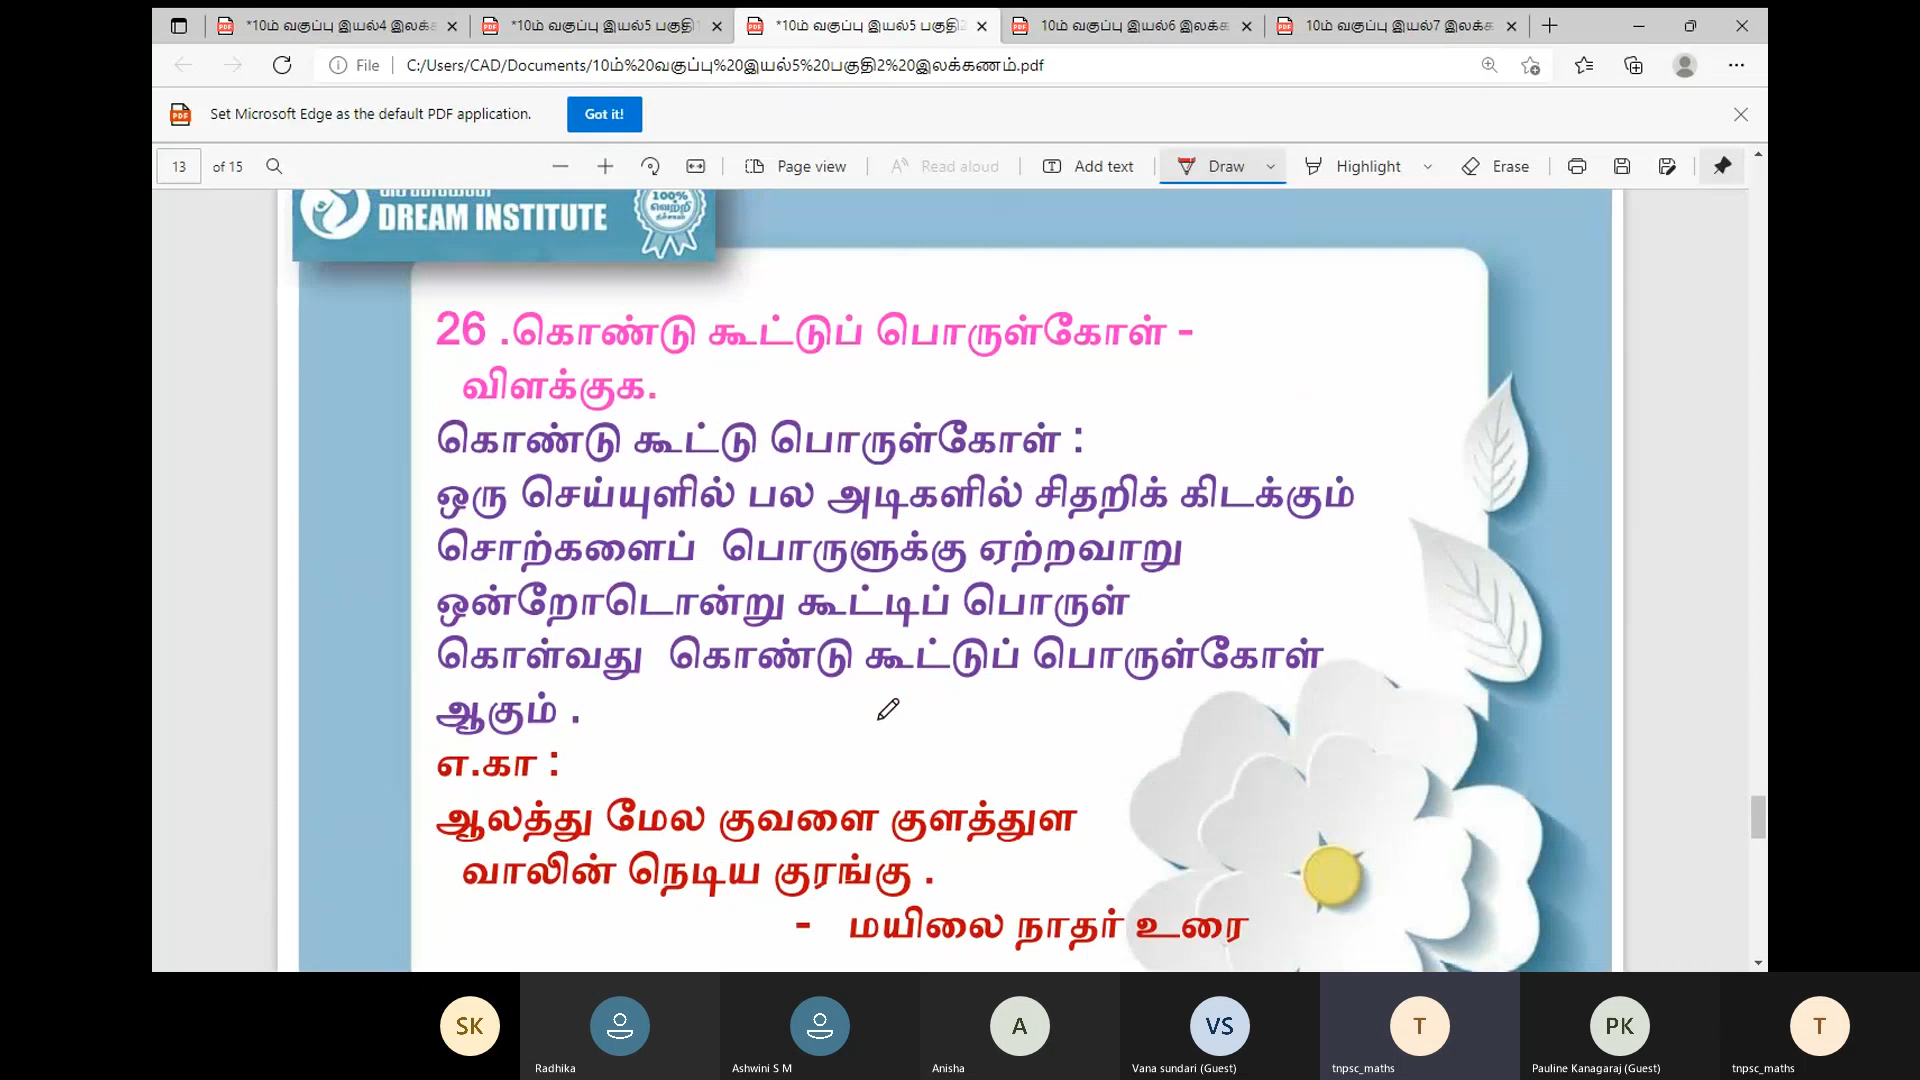 *10ம் வகுப்பு இயல்4 இலக்க
*10ம் வகுப்பு இயல்5 பகுதி
*10ம் வகுப்பு இயல்5 பகுதி
10ம் வகுப்பு இயல்6 இலக்க
10ம் வகுப்பு இயல்7 இலக்க
File C:/Users/CAD/Documents/10ம்%20வகுப்பு%20இயல்5%20பகுதி2%20இலக்கணம்.pdf
Set Microsoft Edge as the default PDF application. Got it!
13 of 15 Page view Read aloud Add text Draw Highlight Erase
DREAM INSTITUTE
100%
வெற்றி
26 .கொண்டு கூட்டுப் பொருள்கோள் -
விளக்குக.
கொண்டு கூட்டு பொருள்கோள் :
ஒரு செய்யுளில் பல அடிகளில் சிதறிக் கிடக்கும்
சொற்களைப் பொருளுக்கு ஏற்றவாறு
ஒன்றோடொன்று கூட்டிப் பொருள்
கொள்வது கொண்டு கூட்டுப் பொருள்கோள்
ஆகும் .
எ.கா :
ஆலத்து மேல குவளை குளத்துள
வாலின் நெடிய குரங்கு .
- மயிலை நாதர் உரை
SK A VS T PK T
Radhika Ashwini S M Anisha Vana sundari (Guest) tnpsc_maths Pauline Kanagaraj (Guest) tnpsc_maths